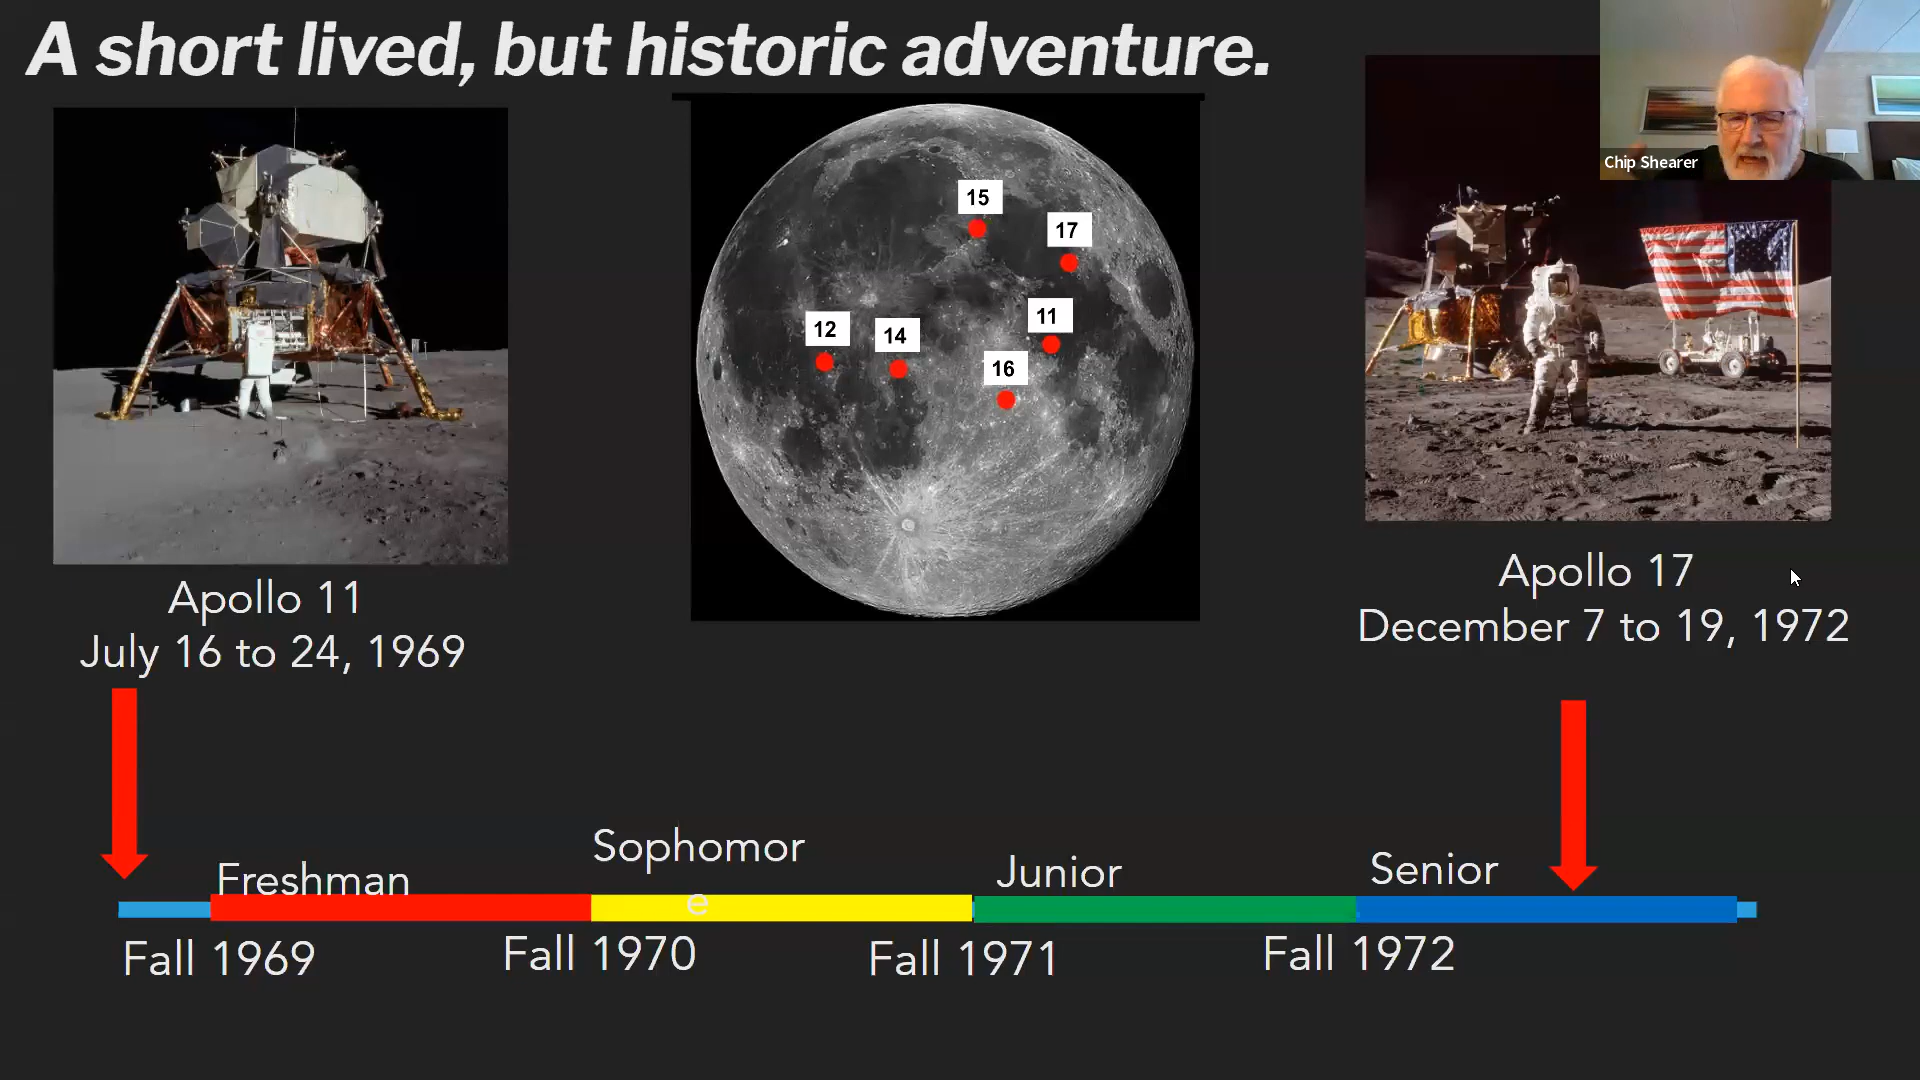 A short lived, but historic adventure.
Chip Shearer
15
17
11
12
14
16
Apollo 11
July 16 to 24, 1969
Apollo 17
December 7 to 19, 1972
Freshman
Sophomor
e
Junior
Senior
Fall 1969
Fall 1970
Fall 1971
Fall 1972